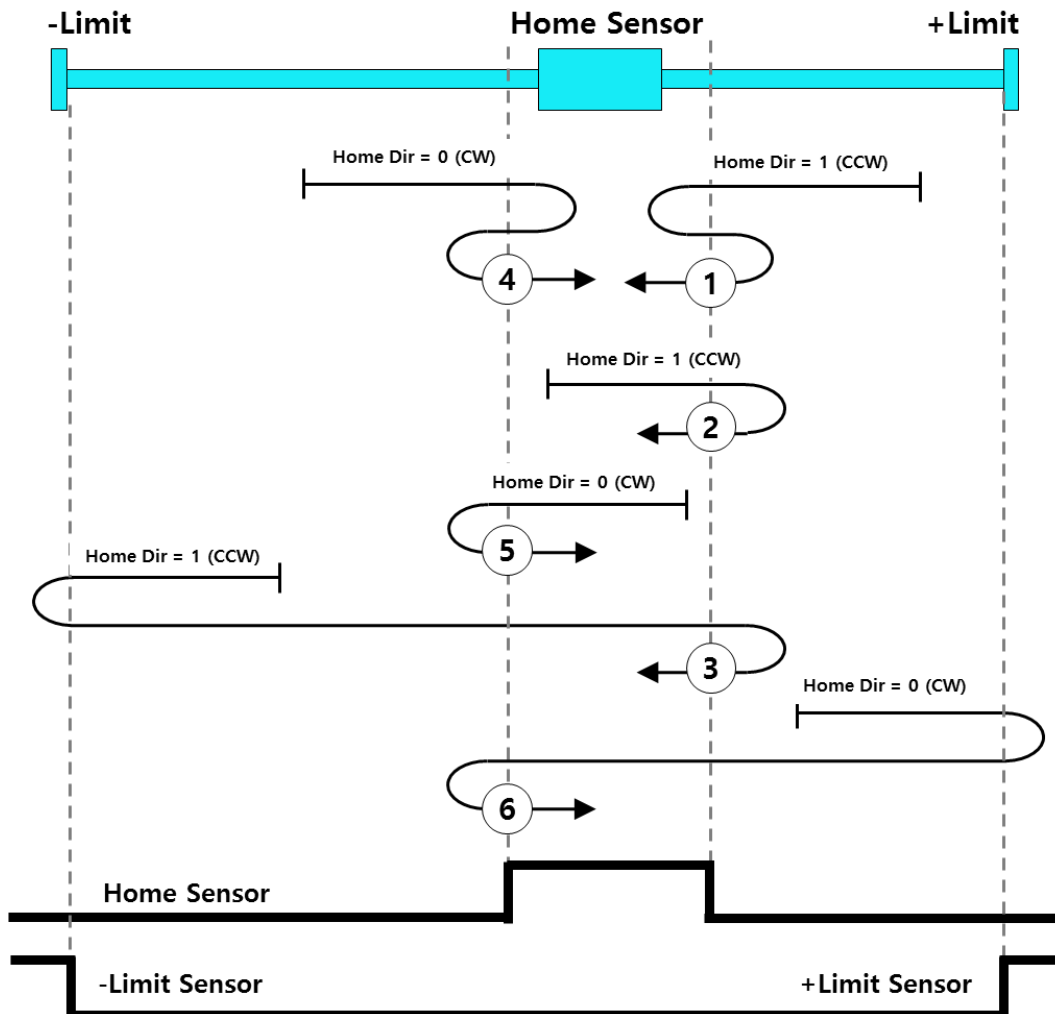 -Limit
Home Sensor
+Limit
Home Dir = 0 (CW)
Home Dir = 1 (CCW)
4
1
Home Dir = 1 (CCW)
2
Home Dir = 0 (CW)
5
Home Dir = 1 (CCW)
3
Home Dir = 0 (CW)
6
Home Sensor
-Limit Sensor
+Limit Sensor